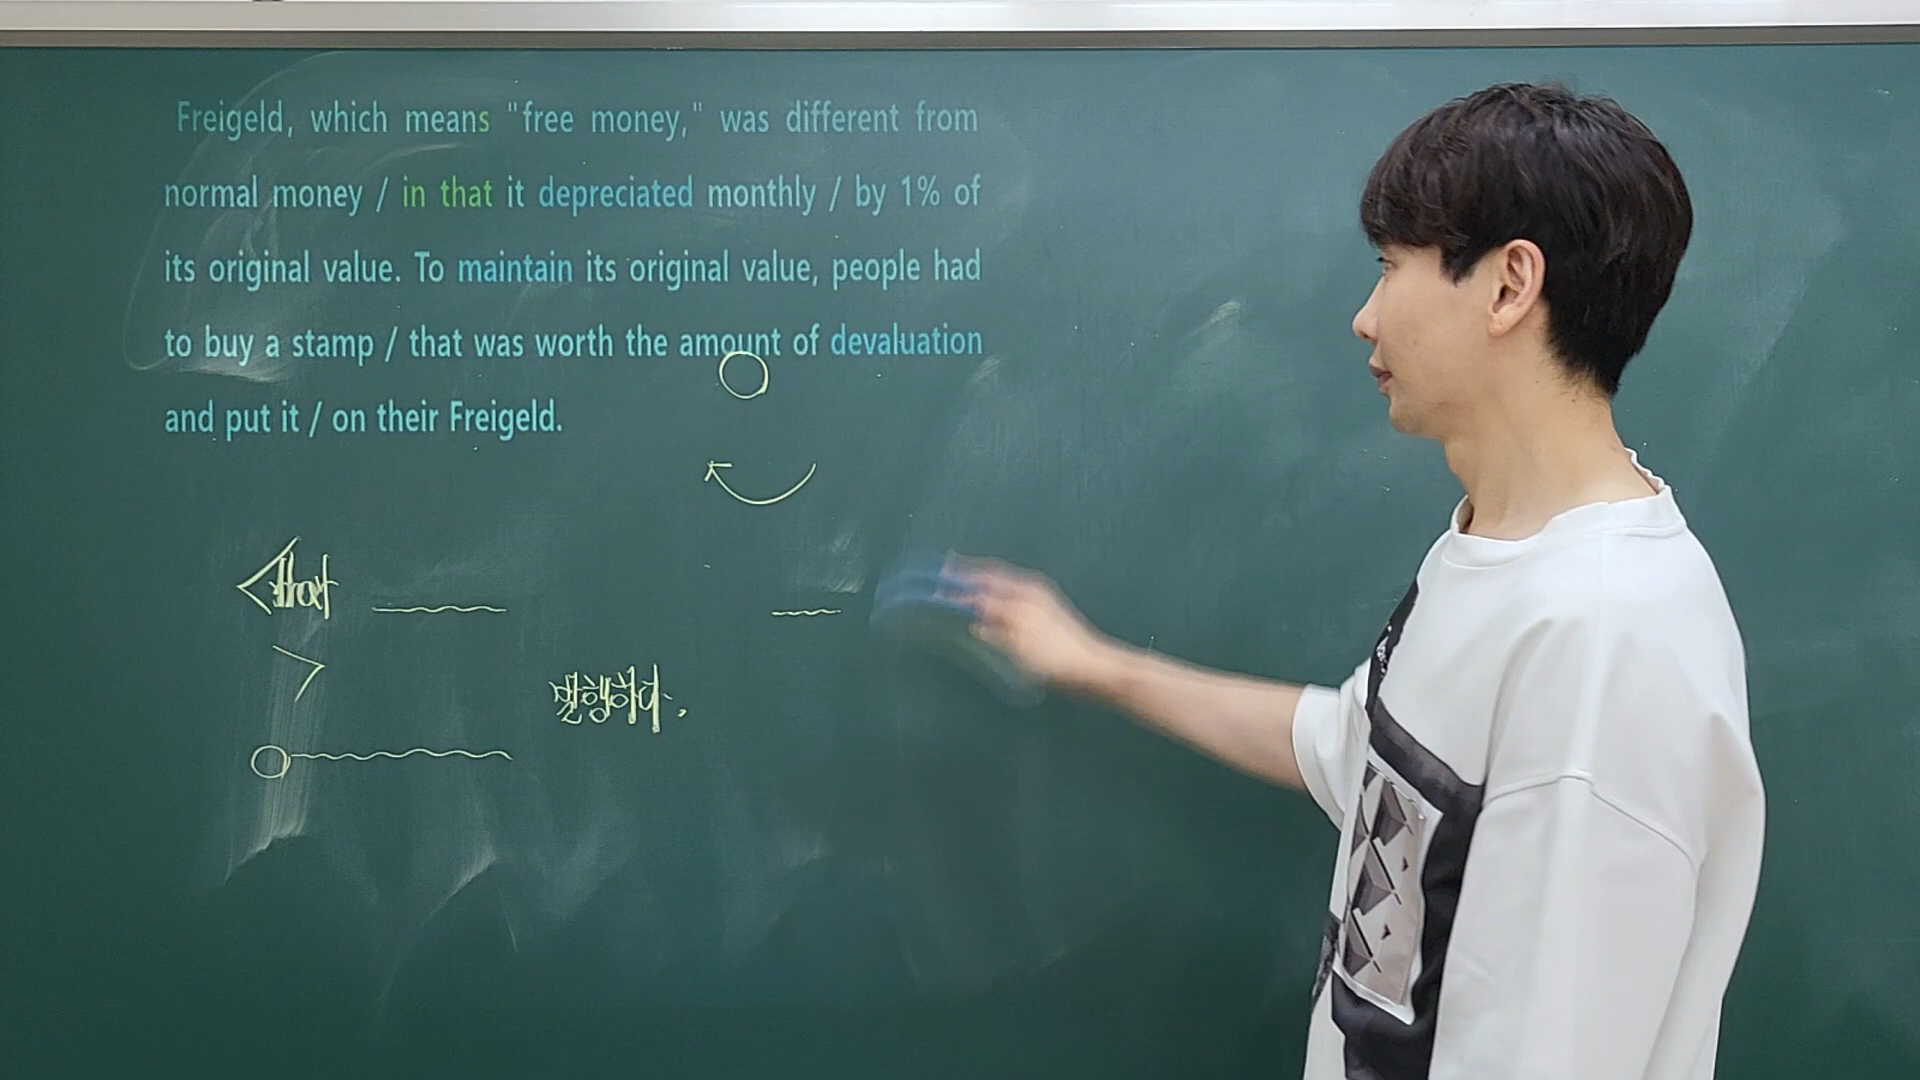 Freigeld, which means "free money," was different from
normal money / in that it depreciated monthly / by 1% of
its original value. To maintain its original value, people had
to buy a stamp / that was worth the amount of devaluation
and put it / on their Freigeld.
that
발행하다.